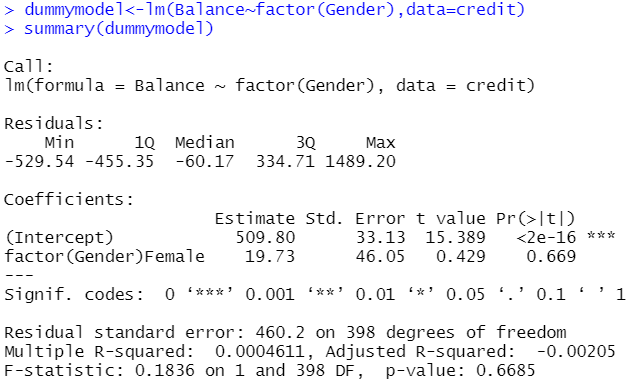 > dummymodel<-lm(Balance~factor(Gender),data=credit)
> summary(dummymodel)
Call:
lm(formula = Balance ~ factor(Gender), data = credit)
Residuals:
    Min      1Q  Median      3Q     Max
-529.54 -455.35  -60.17  334.71 1489.20
Coefficients:
                     Estimate Std. Error t value Pr(>|t|)
(Intercept)            509.80      33.13  15.389   <2e-16 ***
factor(Gender)Female    19.73      46.05   0.429    0.669
---
Signif. codes:  0 ‘***’ 0.001 ‘**’ 0.01 ‘*’ 0.05 ‘.’ 0.1 ‘ ’ 1
Residual standard error: 460.2 on 398 degrees of freedom
Multiple R-squared:  0.0004611, Adjusted R-squared:  -0.00205
F-statistic: 0.1836 on 1 and 398 DF,  p-value: 0.6685